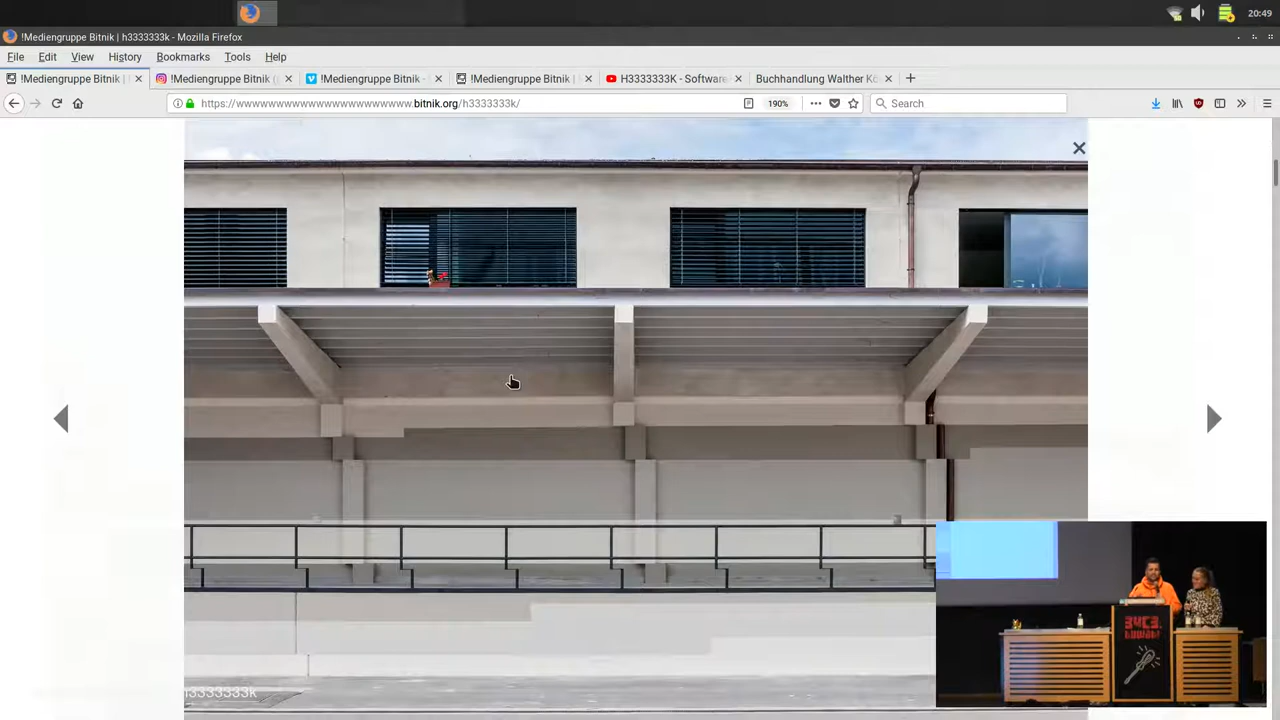 20:49
!Mediengruppe Bitnik | h3333333k - Mozilla Firefox
File Edit View History Bookmarks Tools Help
!Mediengruppe Bitnik | !Mediengruppe Bitnik ( !Mediengruppe Bitnik - !Mediengruppe Bitnik | H3333333K - Software Buchhandlung Walther Kö
https://wwwwwwwwwwwwwwwwwwwwww.bitnik.org/h3333333k/ 190% Search
h3333333k